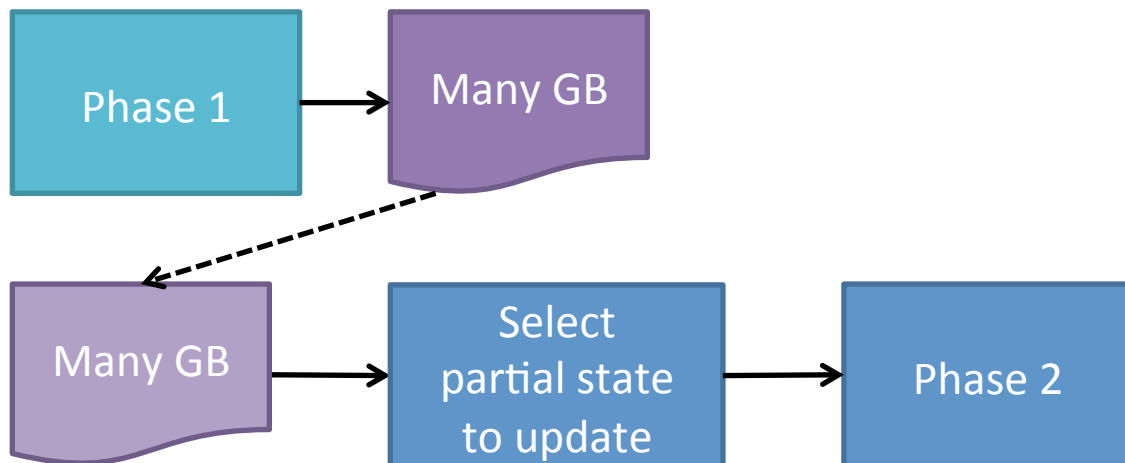 Phase 1
Many GB
Many GB
Select
partial state
to update
Phase 2